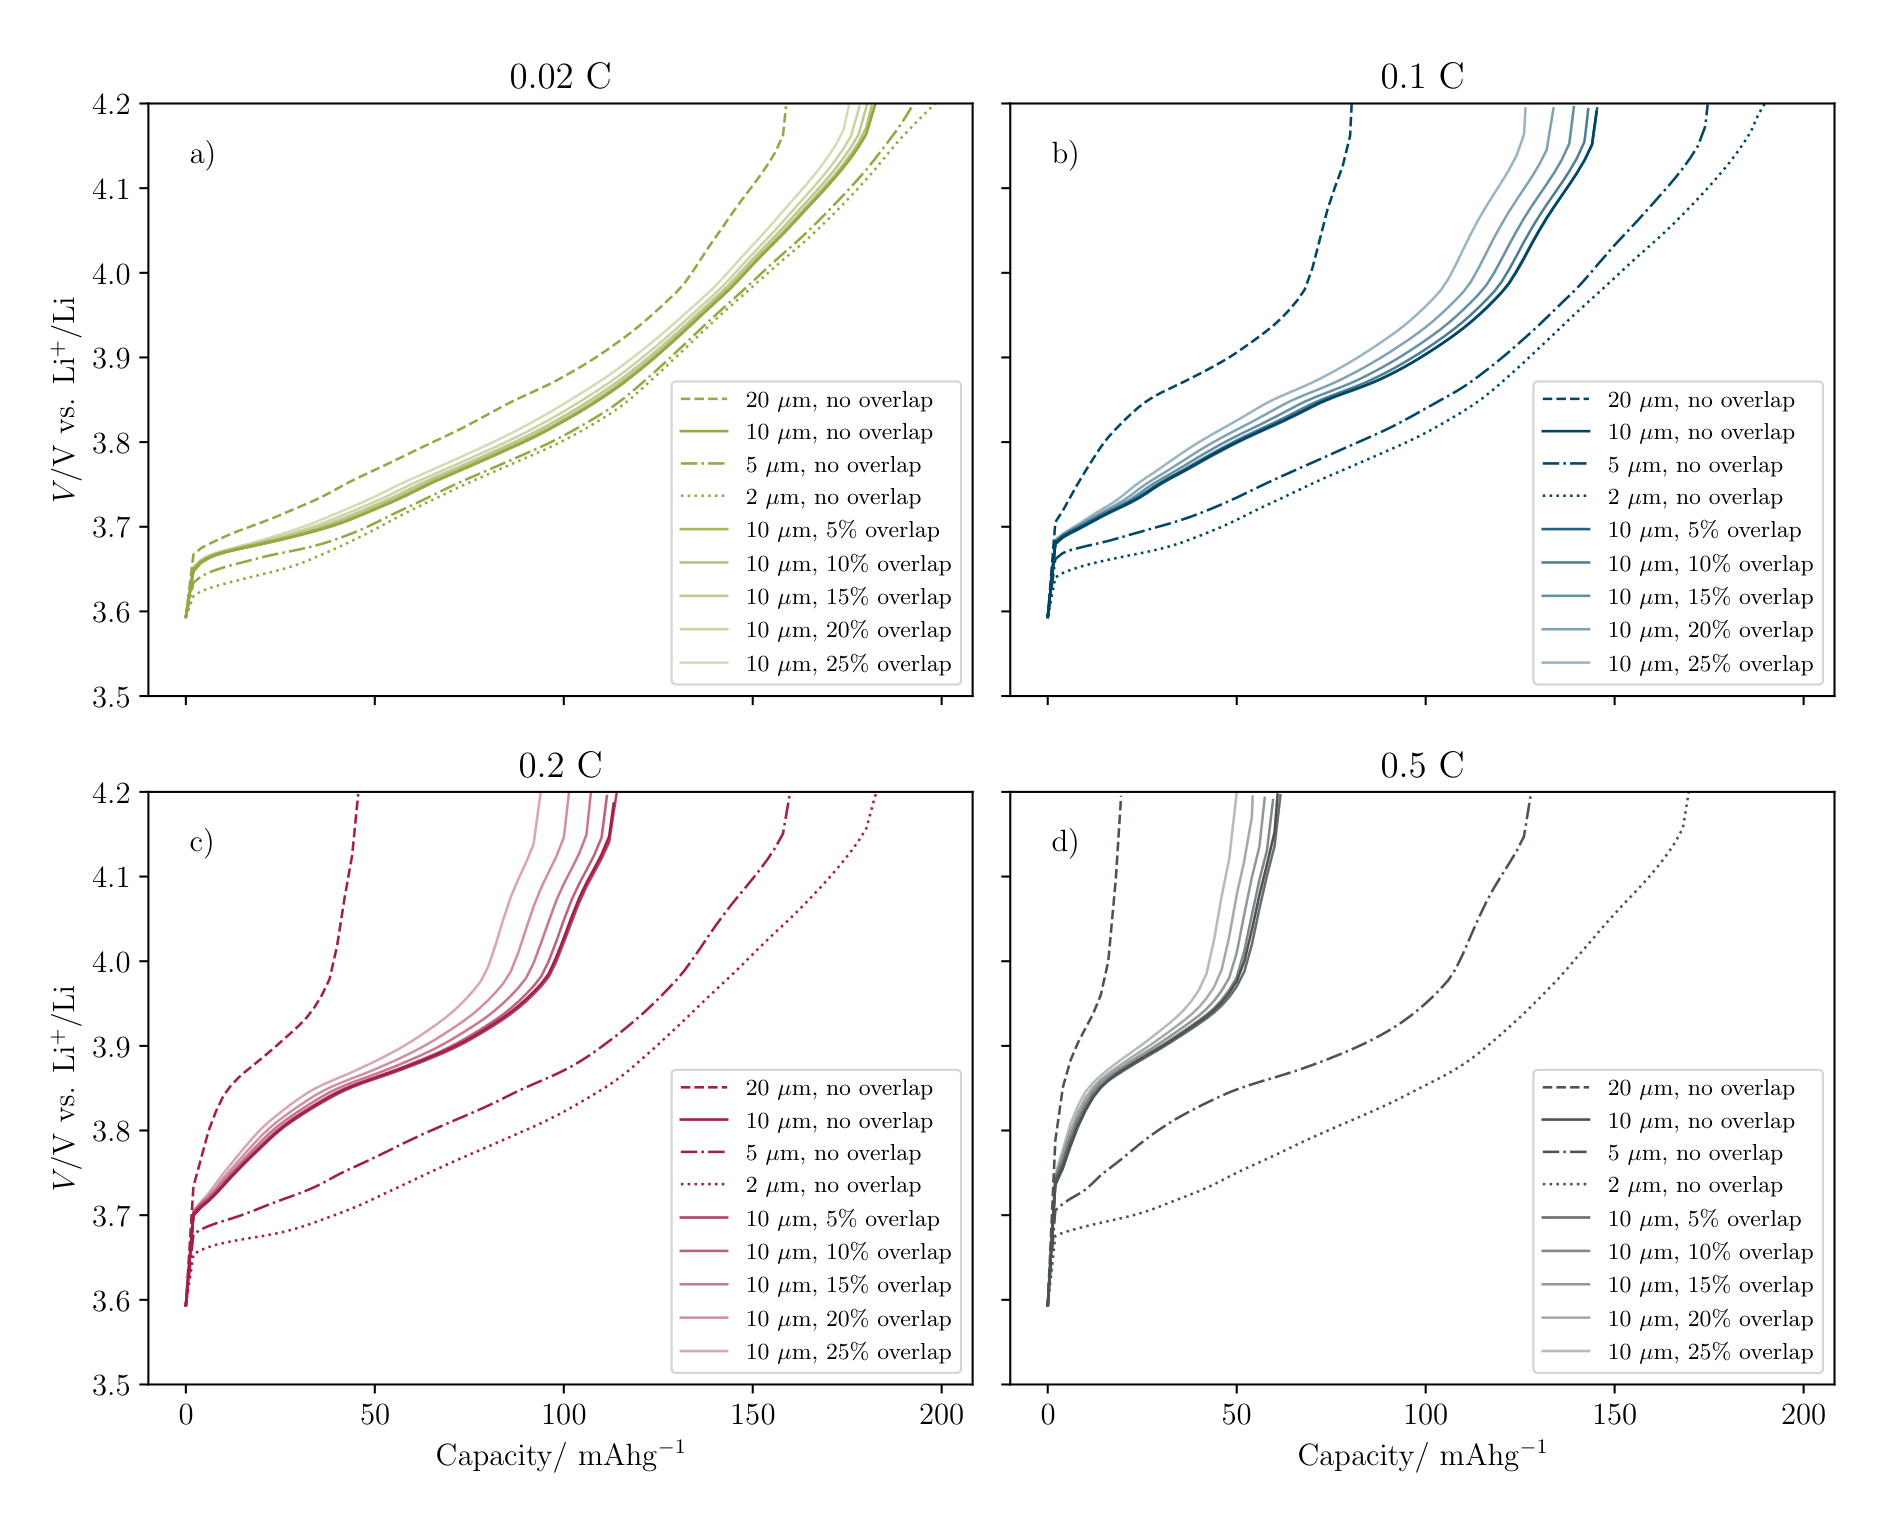 0.02 C
a)
4.2
4.1
4.0
3.9
3.8
3.7
3.6
3.5
V/V vs. Li⁺/Li
20 μm, no overlap
10 μm, no overlap
5 μm, no overlap
2 μm, no overlap
10 μm, 5% overlap
10 μm, 10% overlap
10 μm, 15% overlap
10 μm, 20% overlap
10 μm, 25% overlap
0.1 C
b)
20 μm, no overlap
10 μm, no overlap
5 μm, no overlap
2 μm, no overlap
10 μm, 5% overlap
10 μm, 10% overlap
10 μm, 15% overlap
10 μm, 20% overlap
10 μm, 25% overlap
0.2 C
c)
4.2
4.1
4.0
3.9
3.8
3.7
3.6
3.5
V/V vs. Li⁺/Li
20 μm, no overlap
10 μm, no overlap
5 μm, no overlap
2 μm, no overlap
10 μm, 5% overlap
10 μm, 10% overlap
10 μm, 15% overlap
10 μm, 20% overlap
10 μm, 25% overlap
0 50 100 150 200
Capacity/ mAhg⁻¹
0.5 C
d)
20 μm, no overlap
10 μm, no overlap
5 μm, no overlap
2 μm, no overlap
10 μm, 5% overlap
10 μm, 10% overlap
10 μm, 15% overlap
10 μm, 20% overlap
10 μm, 25% overlap
0 50 100 150 200
Capacity/ mAhg⁻¹